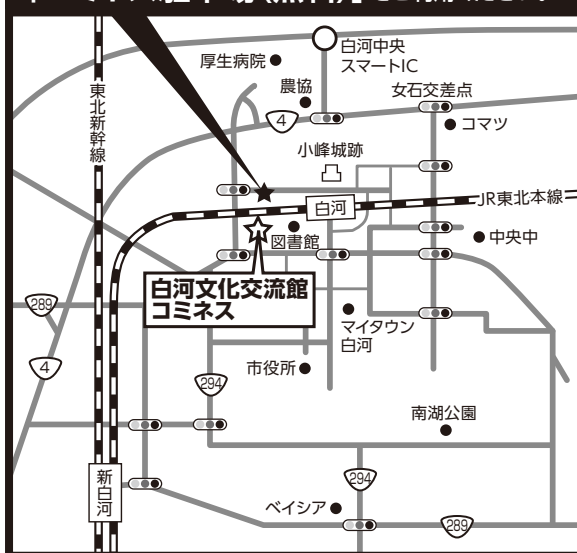 白河中央
スマートIC
厚生病院
農協
女石交差点
4
コマツ
東北新幹線
小峰城跡
JR東北本線
白河
図書館
中央中
白河文化交流館
コミネス
289
マイタウン
白河
4
市役所
294
南湖公園
新白河
294
ベイシア
289